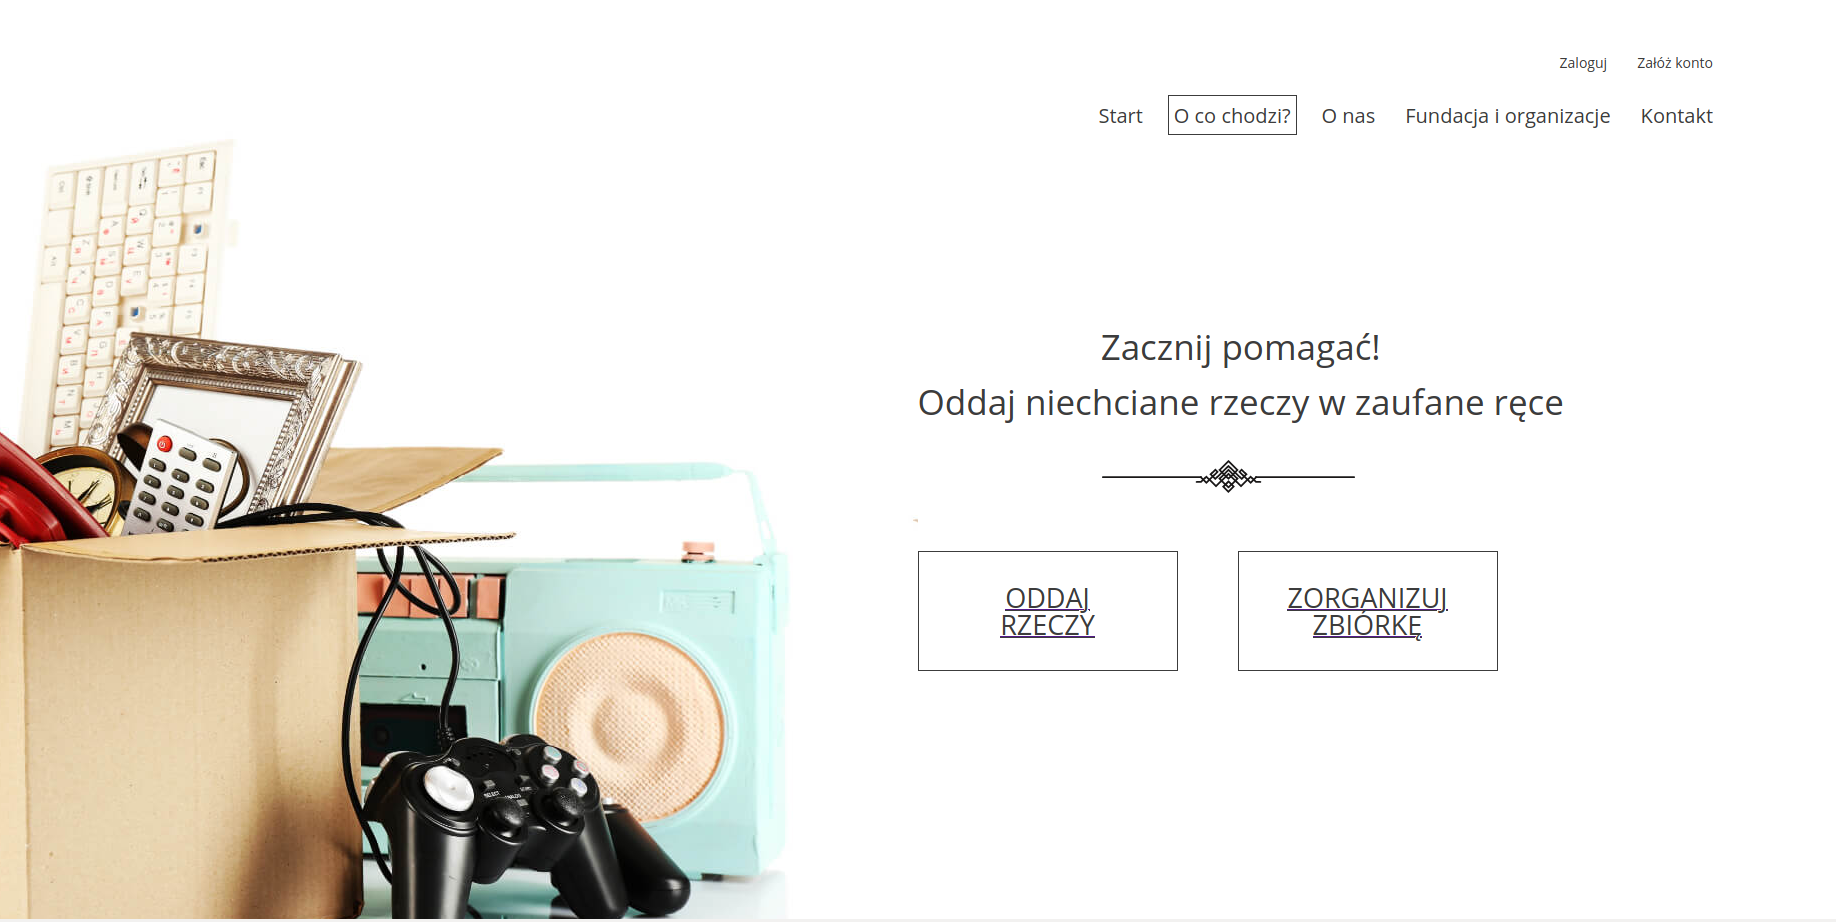 Zaloguj Załóż konto
Start O co chodzi? O nas Fundacja i organizacje Kontakt
Zacznij pomagać!
Oddaj niechciane rzeczy w zaufane ręce
ODDAJ
RZECZY
ZORGANIZUJ
ZBIÓRKĘ